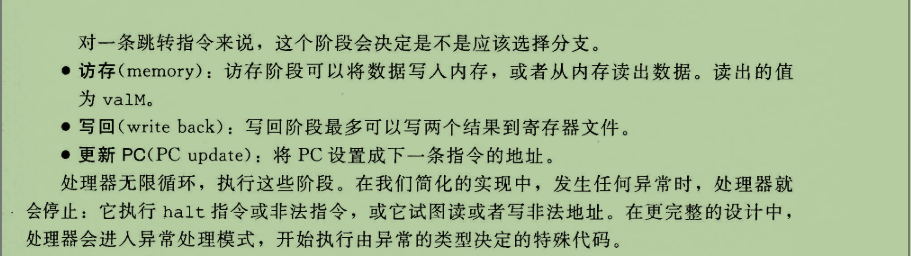 对一条跳转指令来说，这个阶段会决定是不是应该选择分支。
●访存(memory)：访存阶段可以将数据写入内存，或者从内存读出数据。读出的值
为 valM。
●写回(write back)：写回阶段最多可以写两个结果到寄存器文件。
●更新 PC(PC update)：将 PC 设置成下一条指令的地址。
处理器无限循环，执行这些阶段。在我们简化的实现中，发生任何异常时，处理器就
会停止：它执行 halt 指令或非法指令，或它试图读或者写非法地址。在更完整的设计中，
处理器会进入异常处理模式，开始执行由异常的类型决定的特殊代码。